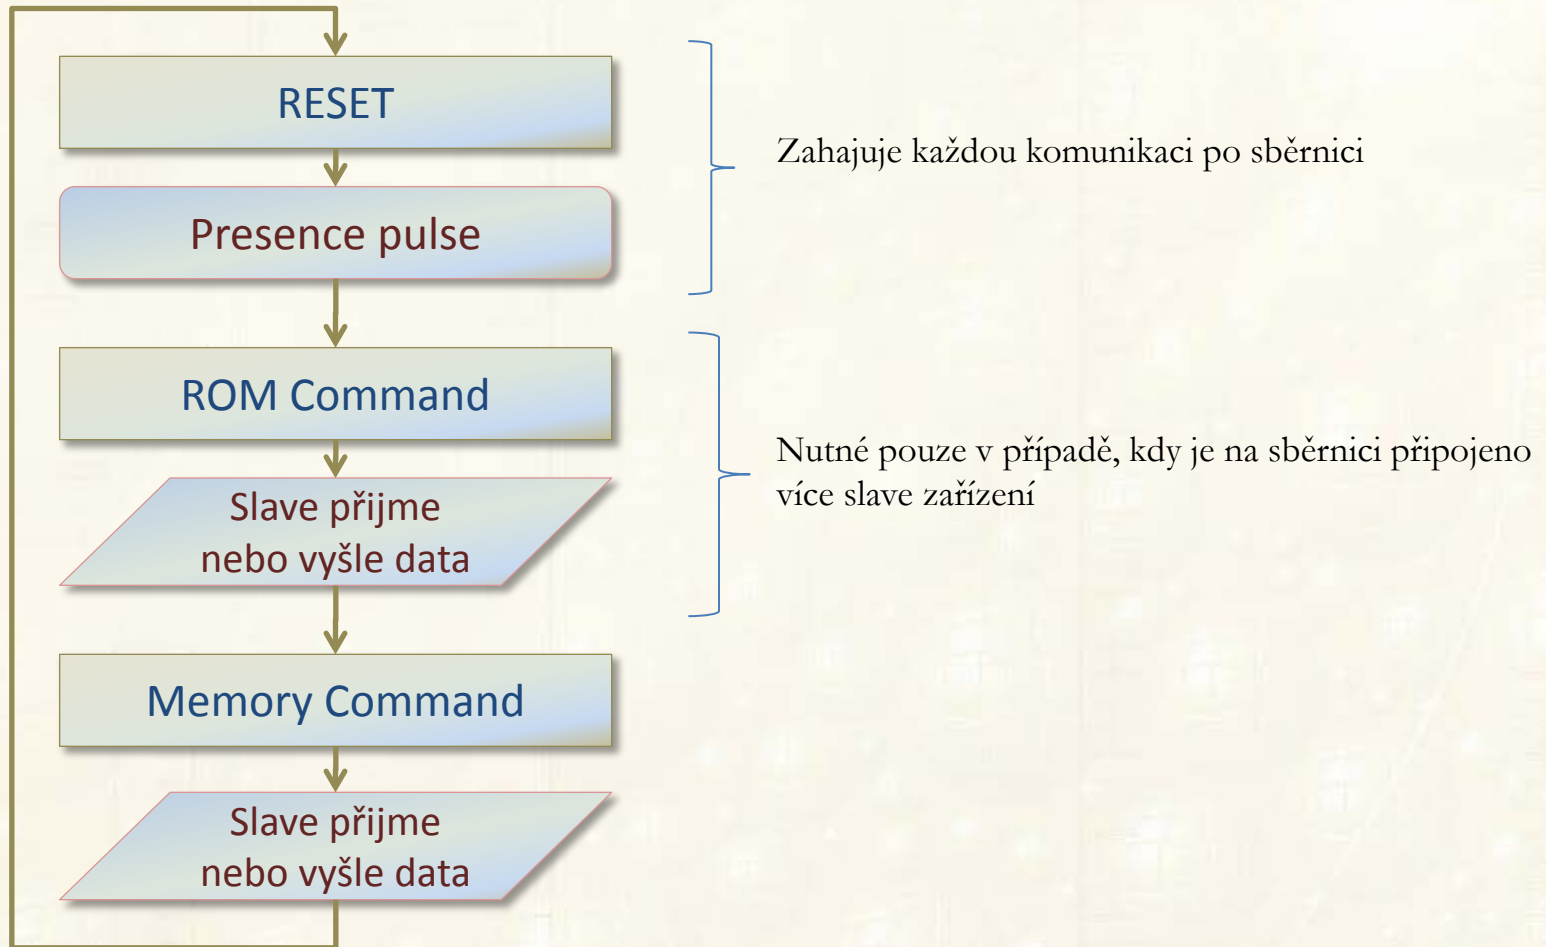 RESET
Zahajuje každou komunikaci po sběrnici
Presence pulse
ROM Command
Nutné pouze v případě, kdy je na sběrnici připojeno
více slave zařízení
Slave přijme
nebo vyšle data
Memory Command
Slave přijme
nebo vyšle data